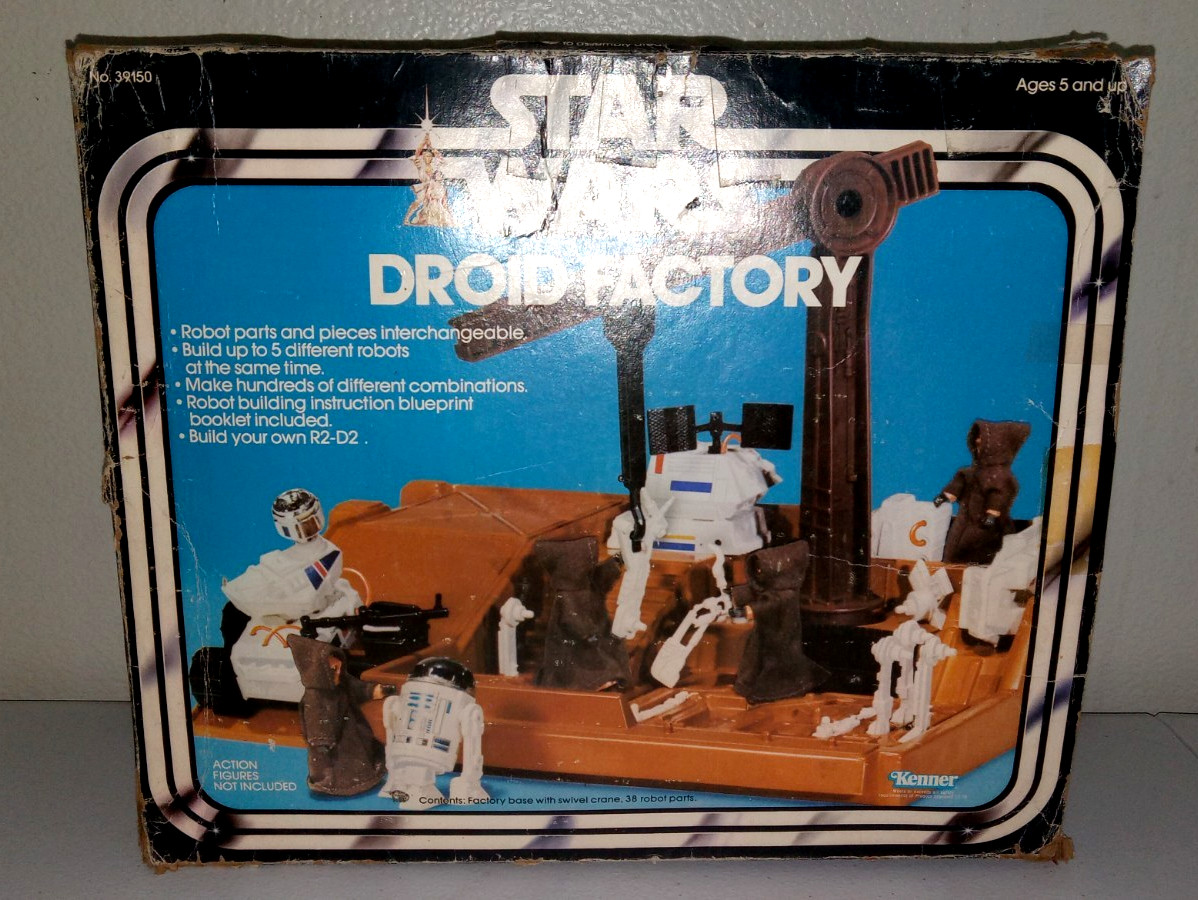 to assembly
No. 39150
Ages 5 and up
STAR
WARS
DROID FACTORY
• Robot parts and pieces interchangeable.
• Build up to 5 different robots
at the same time.
• Make hundreds of different combinations.
• Robot building instruction blueprint
booklet included.
• Build your own R2-D2 .
C
ACTION
FIGURES
NOT INCLUDED
Kenner
Contents: Factory base with swivel crane, 38 robot parts.